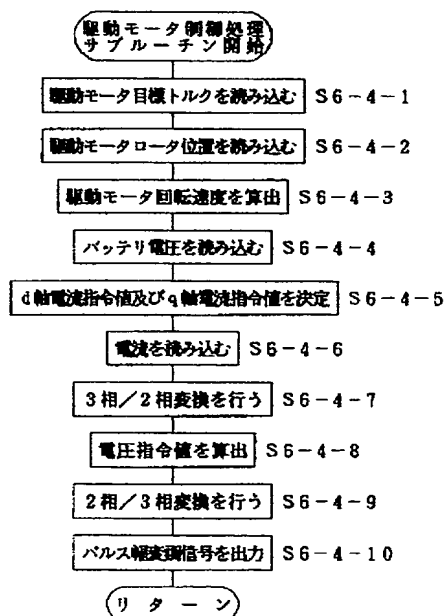 駆動モータ制御処理
サブルーチン開始
駆動モータ目標トルクを読み込む S6-4-1
駆動モータロータ位置を読み込む S6-4-2
駆動モータ回転速度を算出 S6-4-3
バッテリ電圧を読み込む S6-4-4
d軸電流指令値及びq軸電流指令値を決定 S6-4-5
電流を読み込む S6-4-6
3相/2相変換を行う S6-4-7
電圧指令値を算出 S6-4-8
2相/3相変換を行う S6-4-9
パルス幅変調信号を出力 S6-4-10
リターン